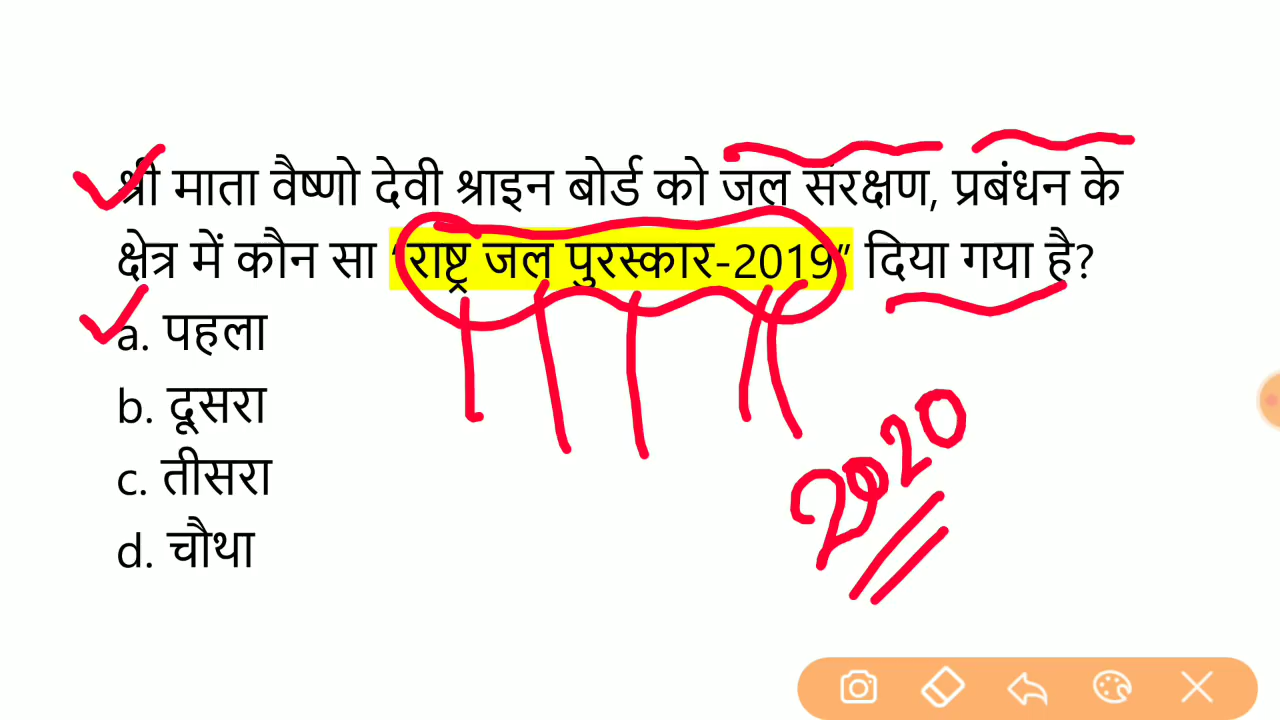 श्री माता वैष्णो देवी श्राइन बोर्ड को जल संरक्षण, प्रबंधन के
क्षेत्र में कौन सा “राष्ट्र जल पुरस्कार-2019” दिया गया है?
a. पहला
b. दूसरा
c. तीसरा
d. चौथा
2020